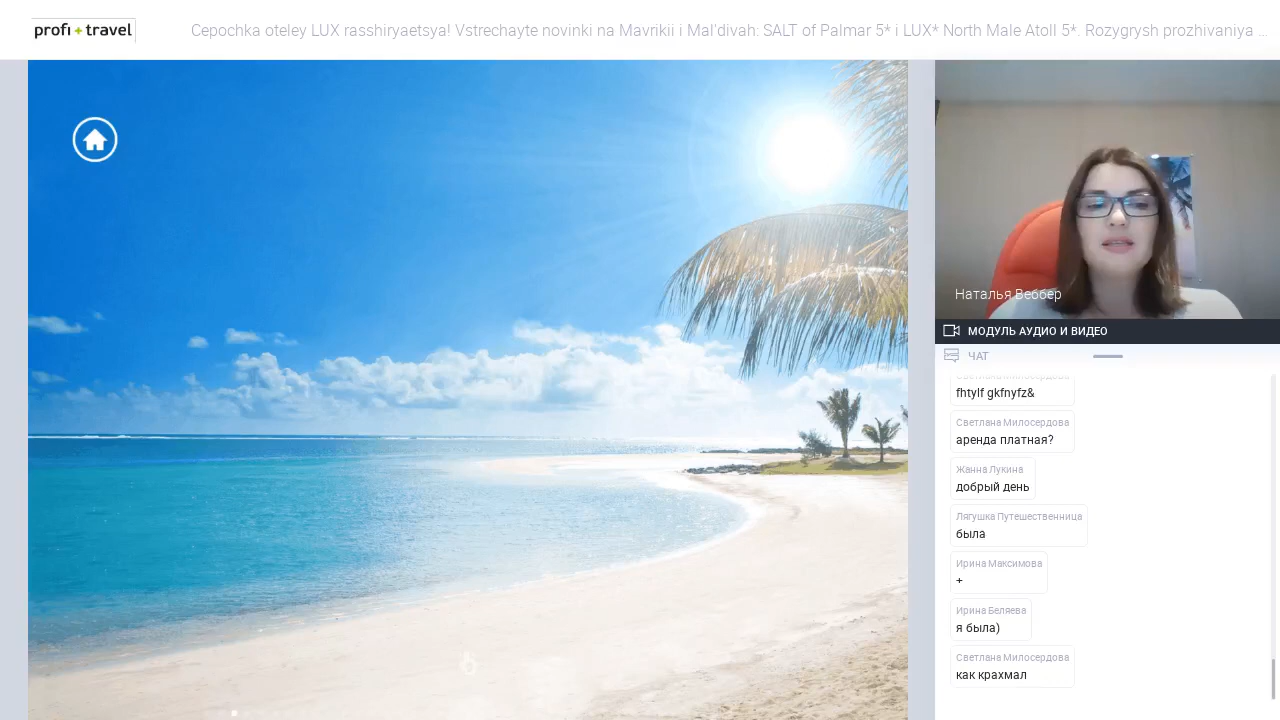 profi + travel
Cepochka oteley LUX rasshiryaetsya! Vstrechayte novinki na Mavrikii i Mal'divah: SALT of Palmar 5* i LUX* North Male Atoll 5*. Rozygrysh prozhivaniya ...
Наталья Веббер
МОДУЛЬ АУДИО И ВИДЕО
ЧАТ
fhtylf gkfnyfz&
Светлана Милосердова
аренда платная?
Жанна Лукина
добрый день
Лягушка Путешественница
была
Ирина Максимова
+
Ирина Беляева
я была)
Светлана Милосердова
как крахмал